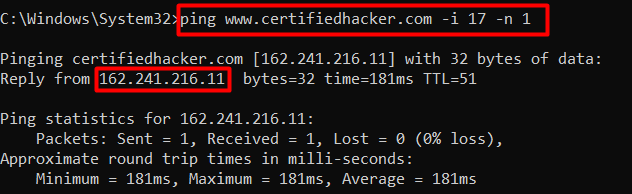 C:\Windows\System32>ping www.certifiedhacker.com -i 17 -n 1
Pinging certifiedhacker.com [162.241.216.11] with 32 bytes of data:
Reply from 162.241.216.11: bytes=32 time=181ms TTL=51
Ping statistics for 162.241.216.11:
Packets: Sent = 1, Received = 1, Lost = 0 (0% loss),
Approximate round trip times in milli-seconds:
Minimum = 181ms, Maximum = 181ms, Average = 181ms